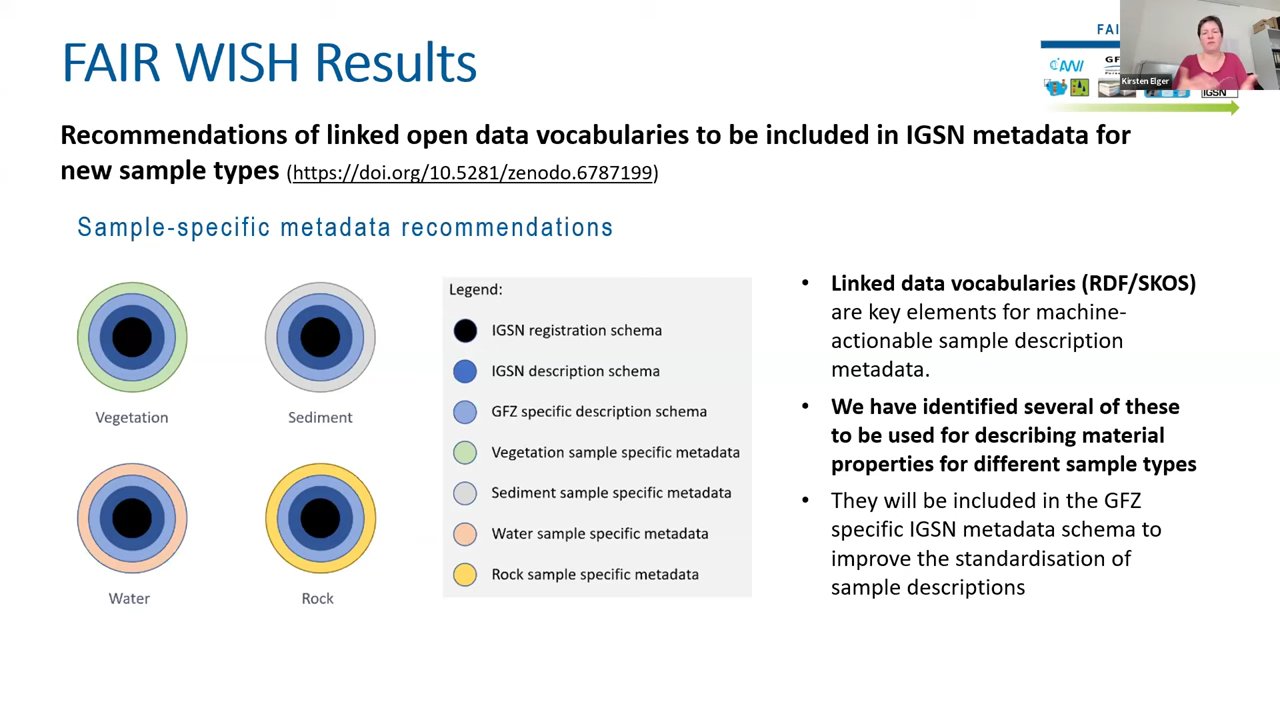 FAIR WISH Results
FAI
GF
IGSN
Kirsten Elger
Recommendations of linked open data vocabularies to be included in IGSN metadata for
new sample types (https://doi.org/10.5281/zenodo.6787199)
Sample-specific metadata recommendations
Vegetation
Sediment
Water
Rock
Legend:
IGSN registration schema
IGSN description schema
GFZ specific description schema
Vegetation sample specific metadata
Sediment sample specific metadata
Water sample specific metadata
Rock sample specific metadata
• Linked data vocabularies (RDF/SKOS)
are key elements for machine-
actionable sample description
metadata.
• We have identified several of these
to be used for describing material
properties for different sample types
• They will be included in the GFZ
specific IGSN metadata schema to
improve the standardisation of
sample descriptions